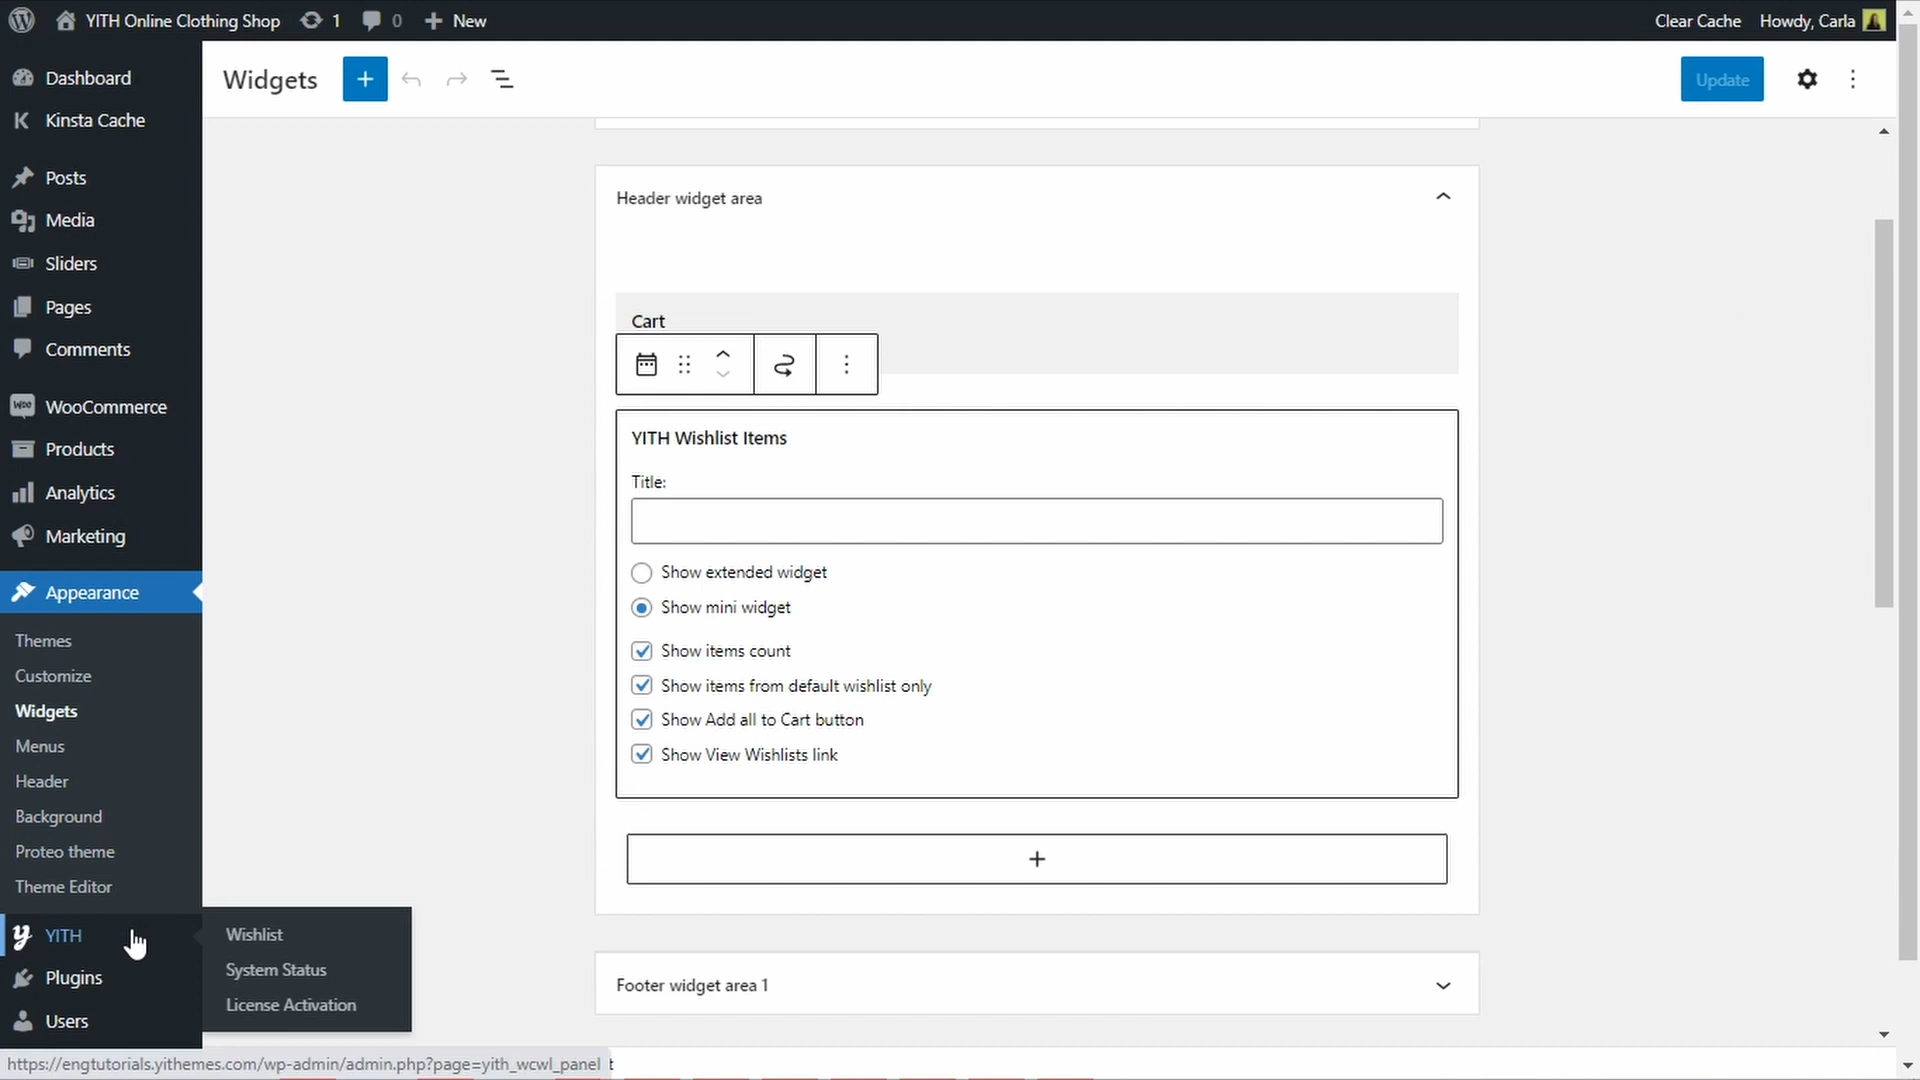 YITH Online Clothing Shop 1 0 New Clear Cache Howdy, Carla
Dashboard
Kinsta Cache
Posts
Media
Sliders
Pages
Comments
WooCommerce
Products
Analytics
Marketing
Appearance
Themes
Customize
Widgets
Menus
Header
Background
Proteo theme
Theme Editor
YITH
Plugins
Users
Wishlist
System Status
License Activation
Widgets
Update
Header widget area
Cart
YITH Wishlist Items
Title:
Show extended widget
Show mini widget
Show items count
Show items from default wishlist only
Show Add all to Cart button
Show View Wishlists link
Footer widget area 1
https://engtutorials.yithemes.com/wp-admin/admin.php?page=yith_wcwl_panel